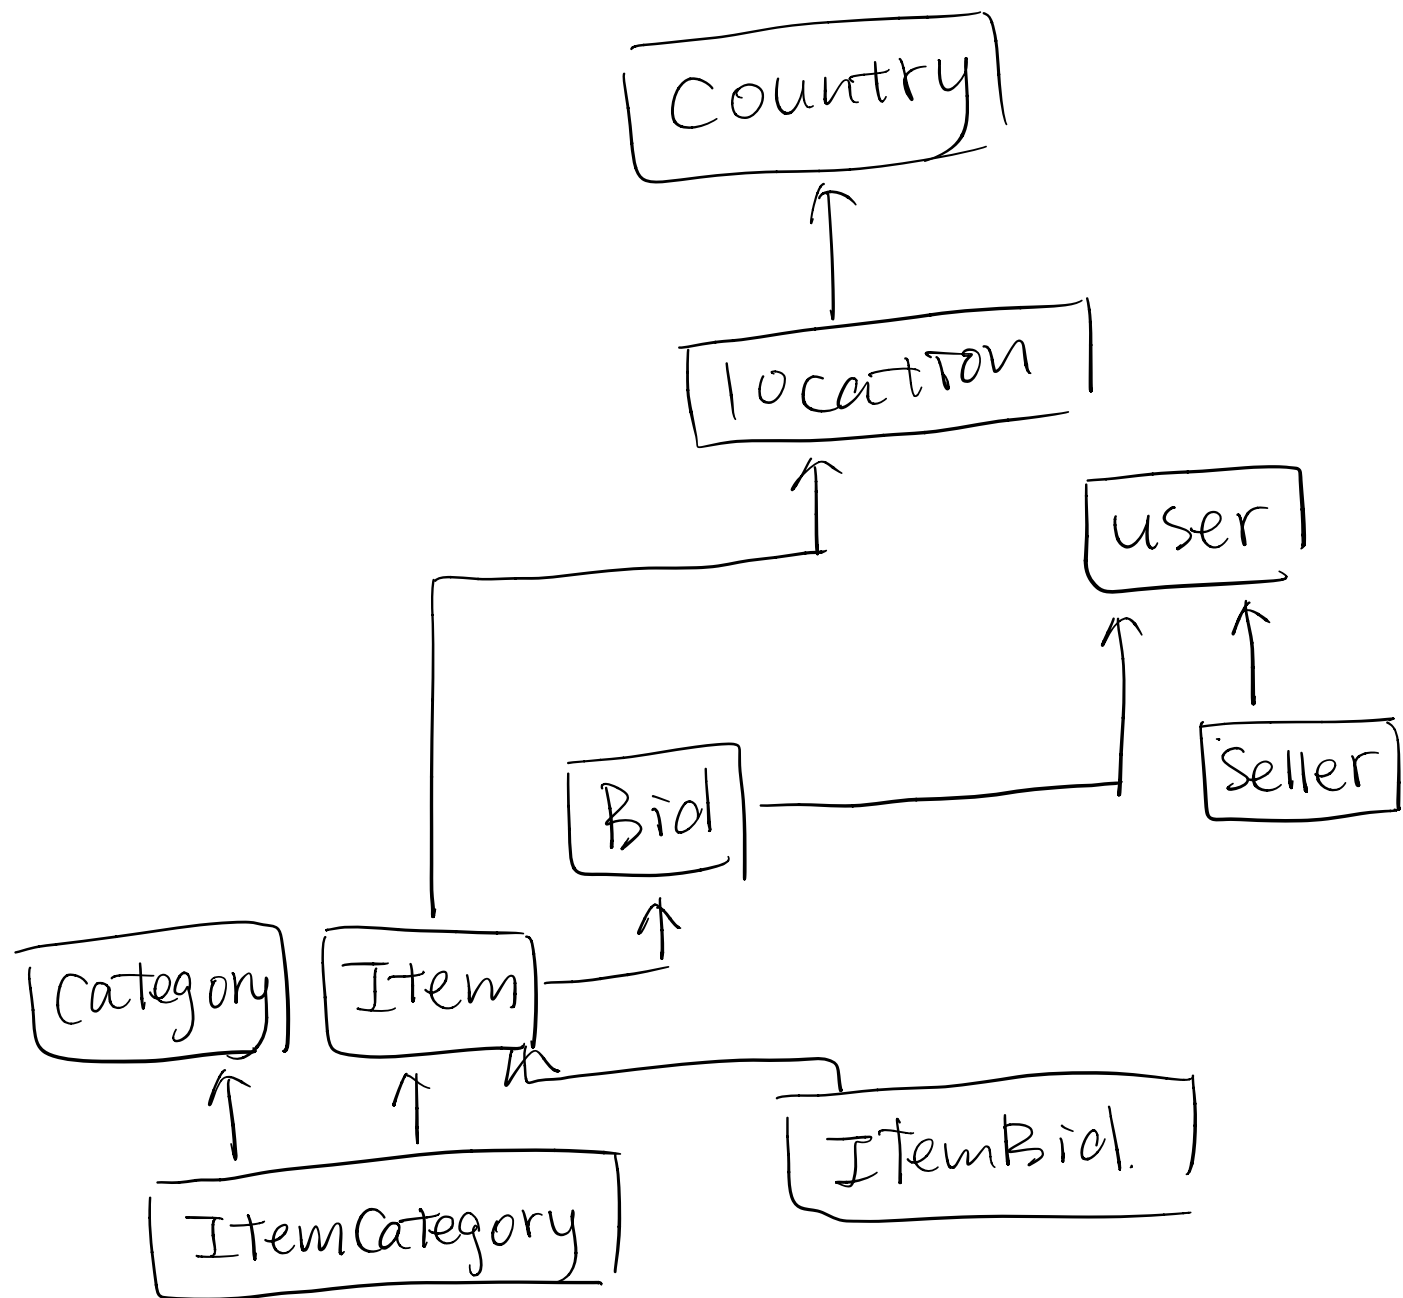 Country
location
user
Seller
Bid
Category
Item
ItemBid.
ItemCategory